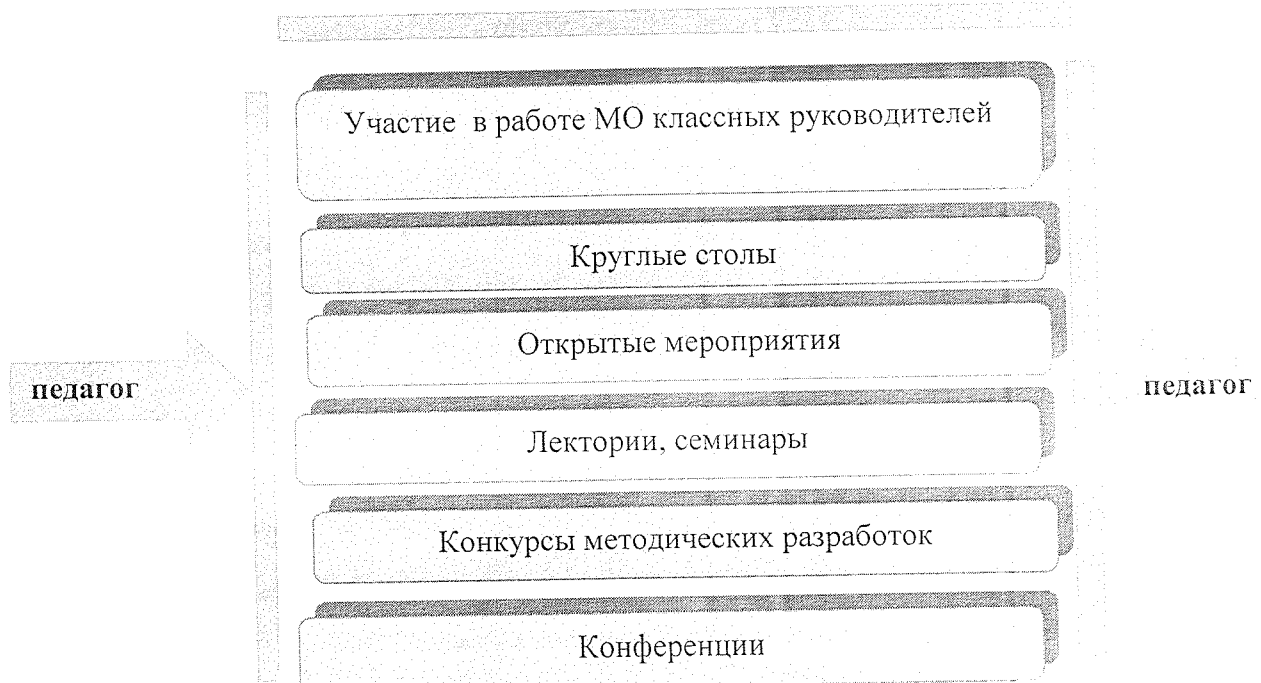 Участие в работе МО классных руководителей
Круглые столы
Открытые мероприятия
педагог
педагог
Лектории, семинары
Конкурсы методических разработок
Конференции